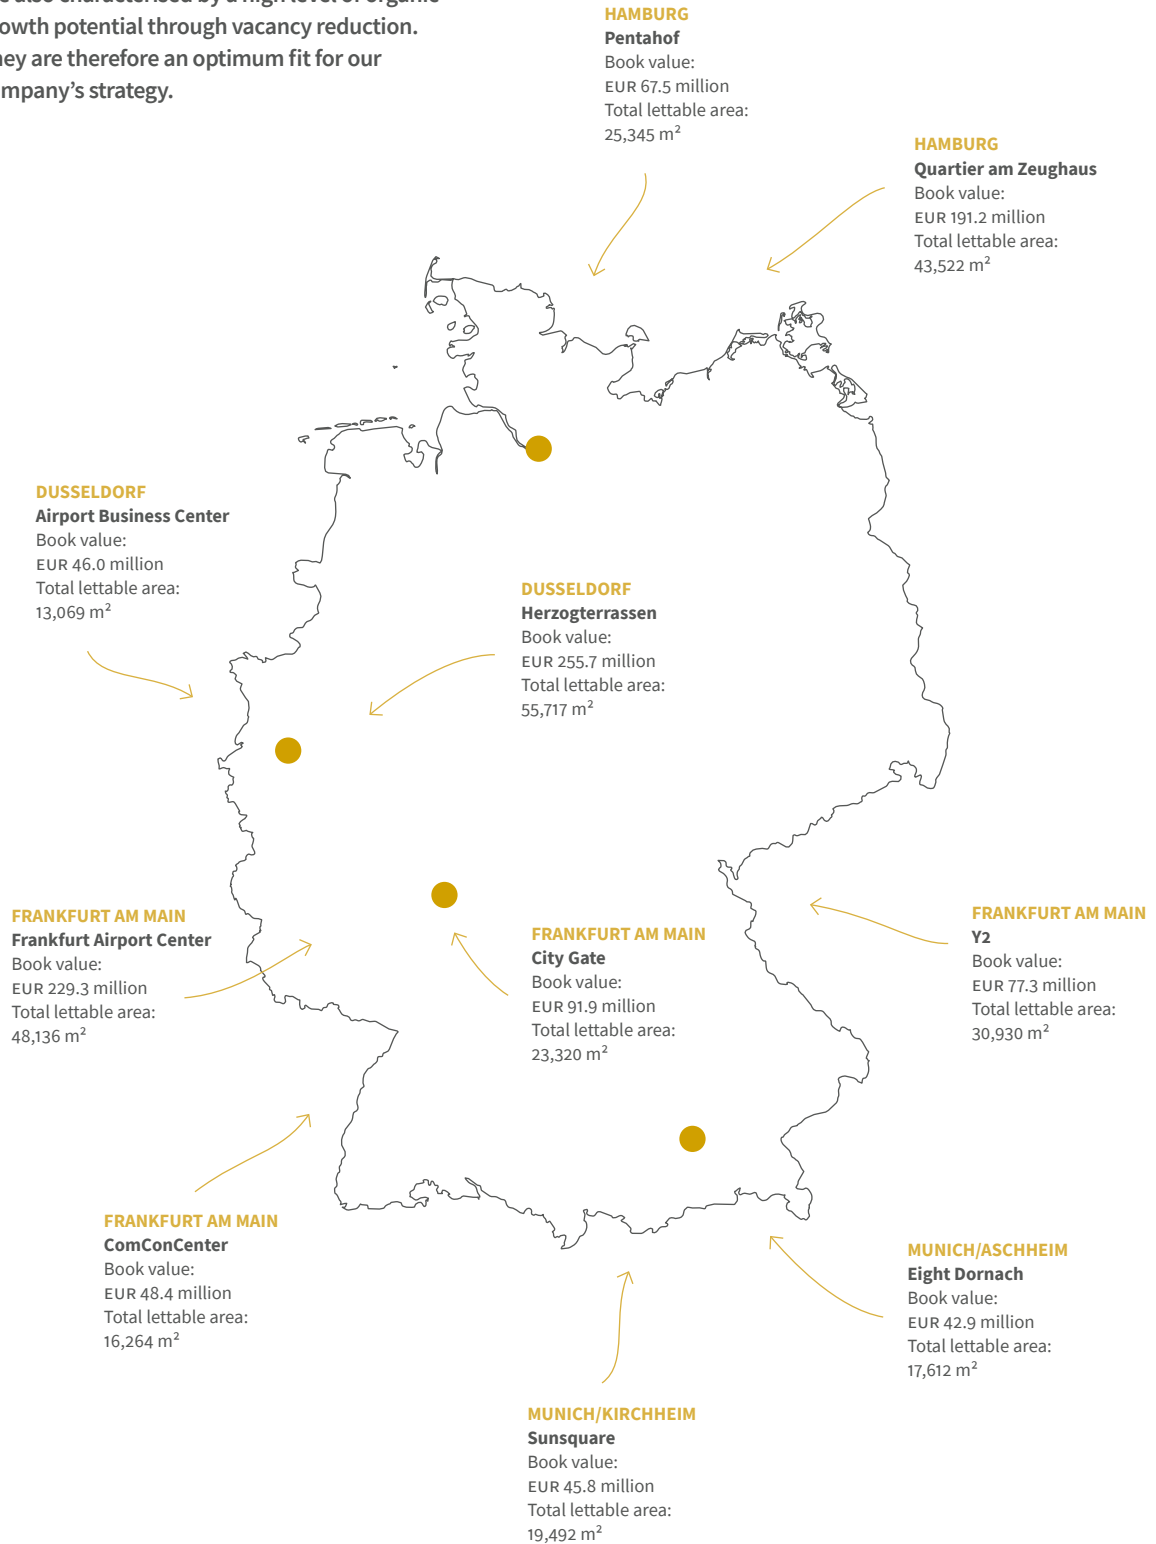 also characterised by a high level of organic
growth potential through vacancy reduction.
They are therefore an optimum fit for our
company's strategy.
HAMBURG
Pentahof
Book value:
EUR 67.5 million
Total lettable area:
25,345 m²
HAMBURG
Quartier am Zeughaus
Book value:
EUR 191.2 million
Total lettable area:
43,522 m²
DUSSELDORF
Airport Business Center
Book value:
EUR 46.0 million
Total lettable area:
13,069 m²
DUSSELDORF
Herzogterrassen
Book value:
EUR 255.7 million
Total lettable area:
55,717 m²
FRANKFURT AM MAIN
Frankfurt Airport Center
Book value:
EUR 229.3 million
Total lettable area:
48,136 m²
FRANKFURT AM MAIN
City Gate
Book value:
EUR 91.9 million
Total lettable area:
23,320 m²
FRANKFURT AM MAIN
Y2
Book value:
EUR 77.3 million
Total lettable area:
30,930 m²
FRANKFURT AM MAIN
ComConCenter
Book value:
EUR 48.4 million
Total lettable area:
16,264 m²
MUNICH/ASCHHEIM
Eight Dornach
Book value:
EUR 42.9 million
Total lettable area:
17,612 m²
MUNICH/KIRCHHEIM
Sunsquare
Book value:
EUR 45.8 million
Total lettable area:
19,492 m²